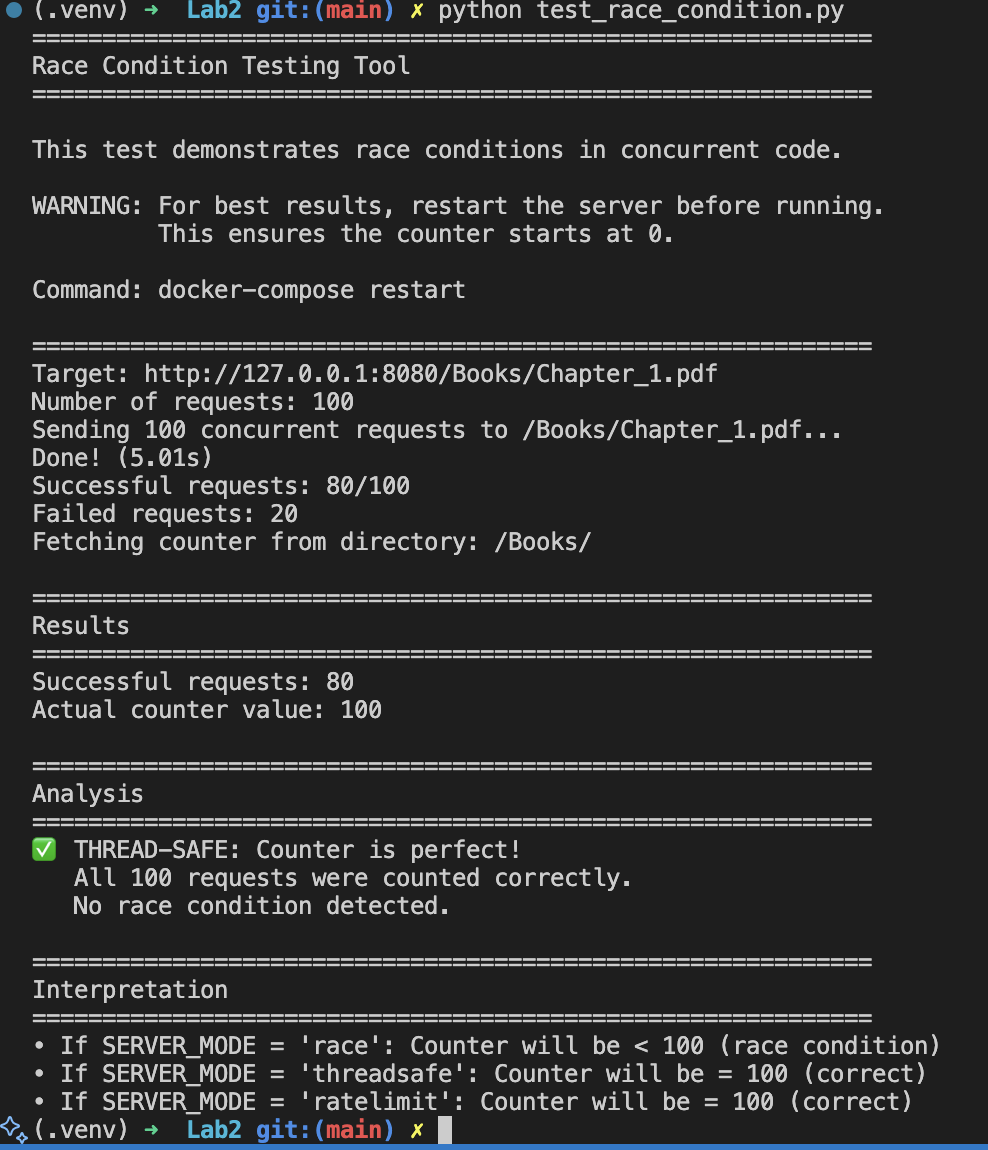 (.venv) ➜ Lab2 git:(main) ✗ python test_race_condition.py
============================================================
Race Condition Testing Tool
============================================================
This test demonstrates race conditions in concurrent code.
WARNING: For best results, restart the server before running.
This ensures the counter starts at 0.
Command: docker-compose restart
============================================================
Target: http://127.0.0.1:8080/Books/Chapter_1.pdf
Number of requests: 100
Sending 100 concurrent requests to /Books/Chapter_1.pdf...
Done! (5.01s)
Successful requests: 80/100
Failed requests: 20
Fetching counter from directory: /Books/
============================================================
Results
============================================================
Successful requests: 80
Actual counter value: 100
============================================================
Analysis
============================================================
✅ THREAD-SAFE: Counter is perfect!
All 100 requests were counted correctly.
No race condition detected.
============================================================
Interpretation
============================================================
• If SERVER_MODE = 'race': Counter will be < 100 (race condition)
• If SERVER_MODE = 'threadsafe': Counter will be = 100 (correct)
• If SERVER_MODE = 'ratelimit': Counter will be = 100 (correct)
(.venv) ➜ Lab2 git:(main) ✗